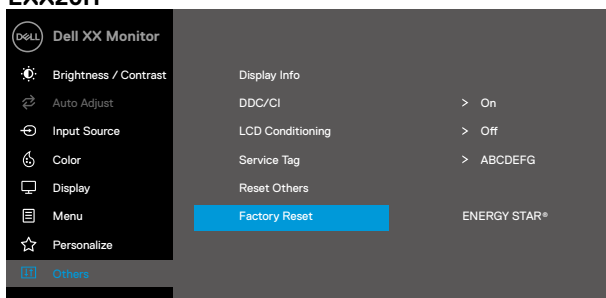 DELL
Dell XX Monitor
Brightness / Contrast
Display Info
Auto Adjust
DDC/CI > On
Input Source
LCD Conditioning > Off
Color
Service Tag > ABCDEFG
Display
Reset Others
Menu
Factory Reset ENERGY STAR®
Personalize
Others